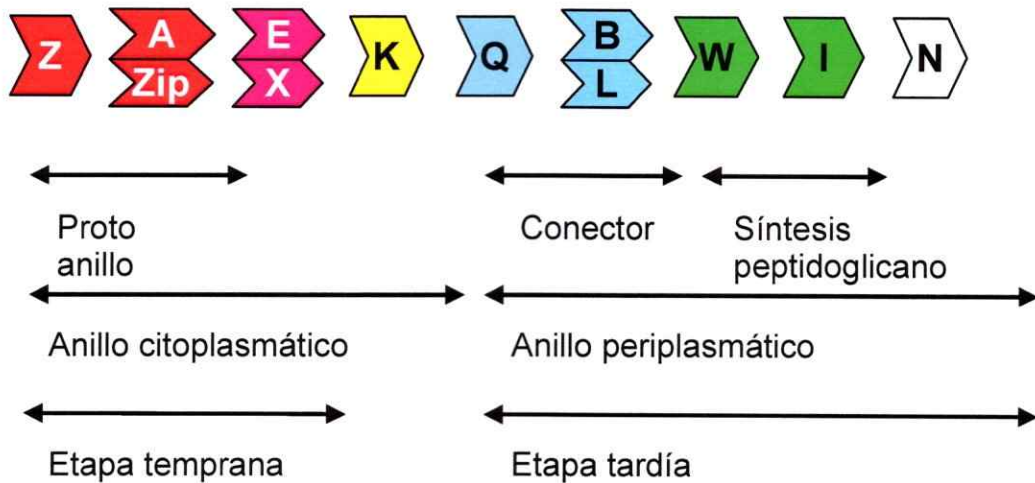 Z A E K Q B W I N
Zip X L
Proto
anillo
Conector
Síntesis
peptidoglicano
Anillo citoplasmático
Anillo periplasmático
Etapa temprana
Etapa tardía